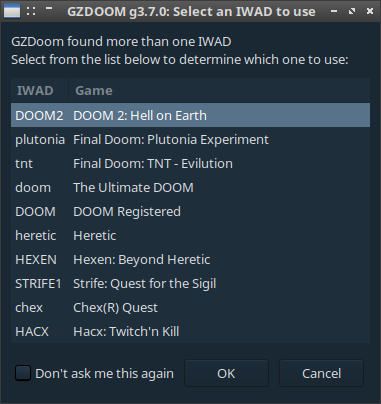 GZDOOM g3.7.0: Select an IWAD to use
GZDoom found more than one IWAD
Select from the list below to determine which one to use:
IWAD Game
DOOM2 DOOM 2: Hell on Earth
plutonia Final Doom: Plutonia Experiment
tnt Final Doom: TNT - Evilution
doom The Ultimate DOOM
DOOM DOOM Registered
heretic Heretic
HEXEN Hexen: Beyond Heretic
STRIFE1 Strife: Quest for the Sigil
chex Chex(R) Quest
HACX Hacx: Twitch'n Kill
Don't ask me this again OK Cancel